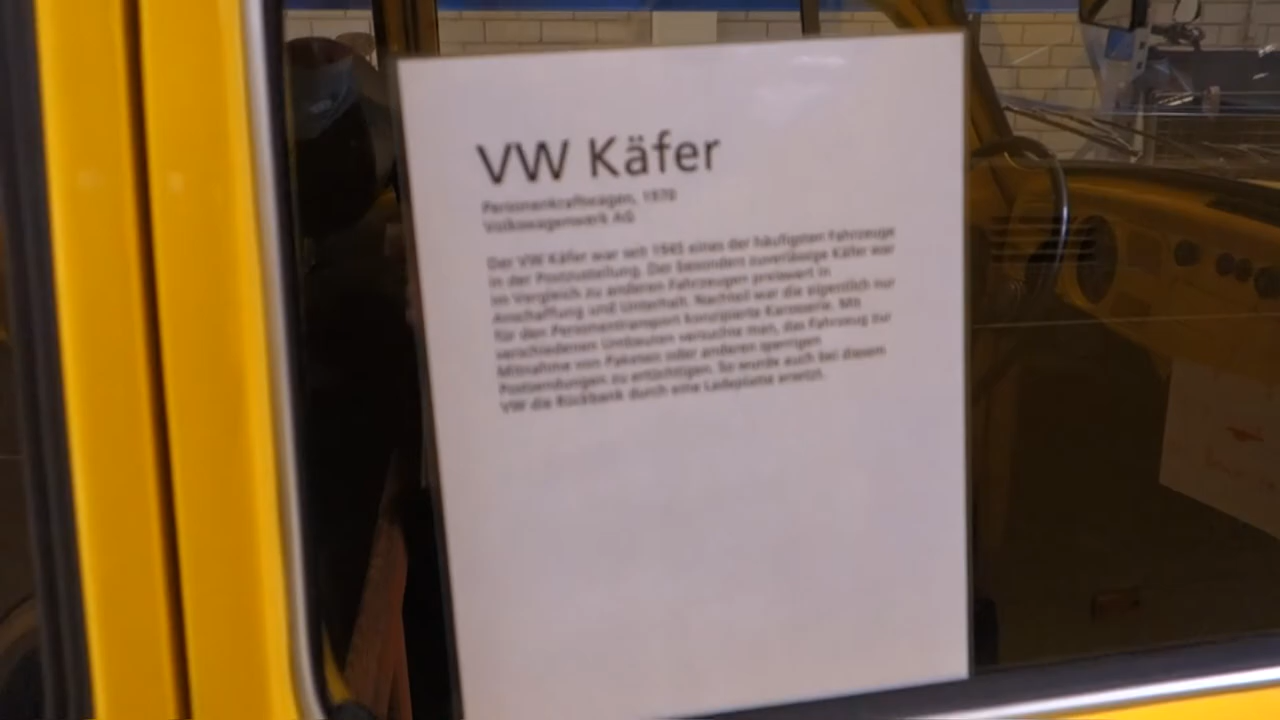 VW Käfer
Personenkraftwagen, 1970
Volkswagenwerk AG
Der VW Käfer war seit 1945 eines der häufigsten Fahrzeuge
in der Postzustellung. Der besonders zuverlässige Käfer war
im Vergleich zu anderen Fahrzeugen preiswert in
Anschaffung und Unterhalt. Nachteil war die eigentlich nur
für den Personentransport konzipierte Karosserie. Mit
verschiedenen Umbauten versuchte man, das Fahrzeug zur
Mitnahme von Paketen oder anderen sperrigen
Postsendungen zu ertüchtigen. So wurde auch bei diesem
VW die Rückbank durch eine Ladeplatte ersetzt.